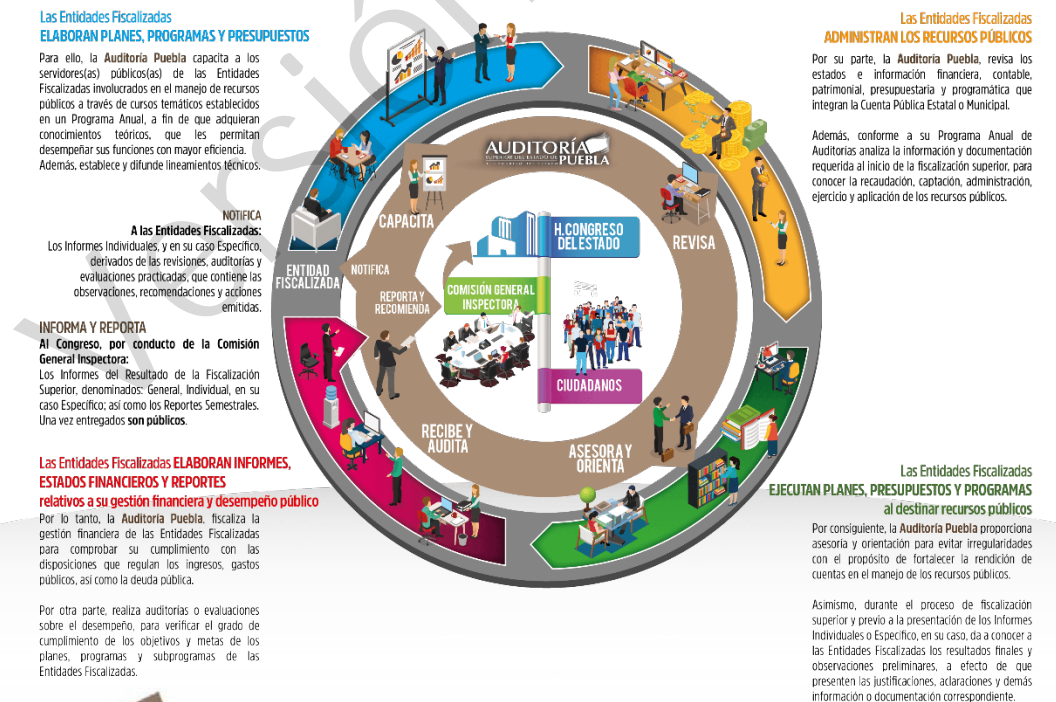 Las Entidades Fiscalizadas
ELABORAN PLANES, PROGRAMAS Y PRESUPUESTOS
Para ello, la Auditoría Puebla capacita a los
servidores(as) públicos(as) de las Entidades
Fiscalizadas involucrados en el manejo de recursos
públicos a través de cursos temáticos establecidos
en un Programa Anual, a fin de que adquieran
conocimientos teóricos, que les permitan
desempeñar sus funciones con mayor eficiencia.
Además, establece y difunde lineamientos técnicos.
NOTIFICA
A las Entidades Fiscalizadas:
Los Informes Individuales, y en su caso Específico,
derivados de las revisiones, auditorías y
evaluaciones practicadas, que contiene las
observaciones, recomendaciones y acciones
emitidas.
INFORMA Y REPORTA
Al Congreso, por conducto de la Comisión
General Inspectora:
Los Informes del Resultado de la Fiscalización
Superior, denominados: General, Individual, en su
caso Específico; así como los Reportes Semestrales.
Una vez entregados son públicos.
Las Entidades Fiscalizadas ELABORAN INFORMES,
ESTADOS FINANCIEROS Y REPORTES
relativos a su gestión financiera y desempeño público
Por lo tanto, la Auditoría Puebla, fiscaliza la
gestión financiera de las Entidades Fiscalizadas
para comprobar su cumplimiento con las
disposiciones que regulan los ingresos, gastos
públicos, así como la deuda pública.
Por otra parte, realiza auditorías o evaluaciones
sobre el desempeño, para verificar el grado de
cumplimiento de los objetivos y metas de los
planes, programas y subprogramas de las
Entidades Fiscalizadas.
AUDITORÍA
SUPERIOR DEL ESTADO DE
PUEBLA
CAPACITA
REVISA
H. CONGRESO
DEL ESTADO
ENTIDAD
FISCALIZADA
NOTIFICA
REPORTA Y
RECOMIENDA
COMISIÓN GENERAL
INSPECTORA
CIUDADANOS
RECIBE Y
AUDITA
ASESORA Y
ORIENTA
Las Entidades Fiscalizadas
ADMINISTRAN LOS RECURSOS PÚBLICOS
Por su parte, la Auditoría Puebla, revisa los
estados e información financiera, contable,
patrimonial, presupuestaria y programática que
integran la Cuenta Pública Estatal o Municipal.
Además, conforme a su Programa Anual de
Auditorías analiza la información y documentación
requerida al inicio de la fiscalización superior, para
conocer la recaudación, captación, administración,
ejercicio y aplicación de los recursos públicos.
Las Entidades Fiscalizadas
EJECUTAN PLANES, PRESUPUESTOS Y PROGRAMAS
al destinar recursos públicos
Por consiguiente, la Auditoría Puebla proporciona
asesoría y orientación para evitar irregularidades
con el propósito de fortalecer la rendición de
cuentas en el manejo de los recursos públicos.
Asimismo, durante el proceso de fiscalización
superior y previo a la presentación de los Informes
Individuales o Específico, en su caso, da a conocer a
las Entidades Fiscalizadas los resultados finales y
observaciones preliminares, a efecto de que
presenten las justificaciones, aclaraciones y demás
información o documentación correspondiente.
Versión